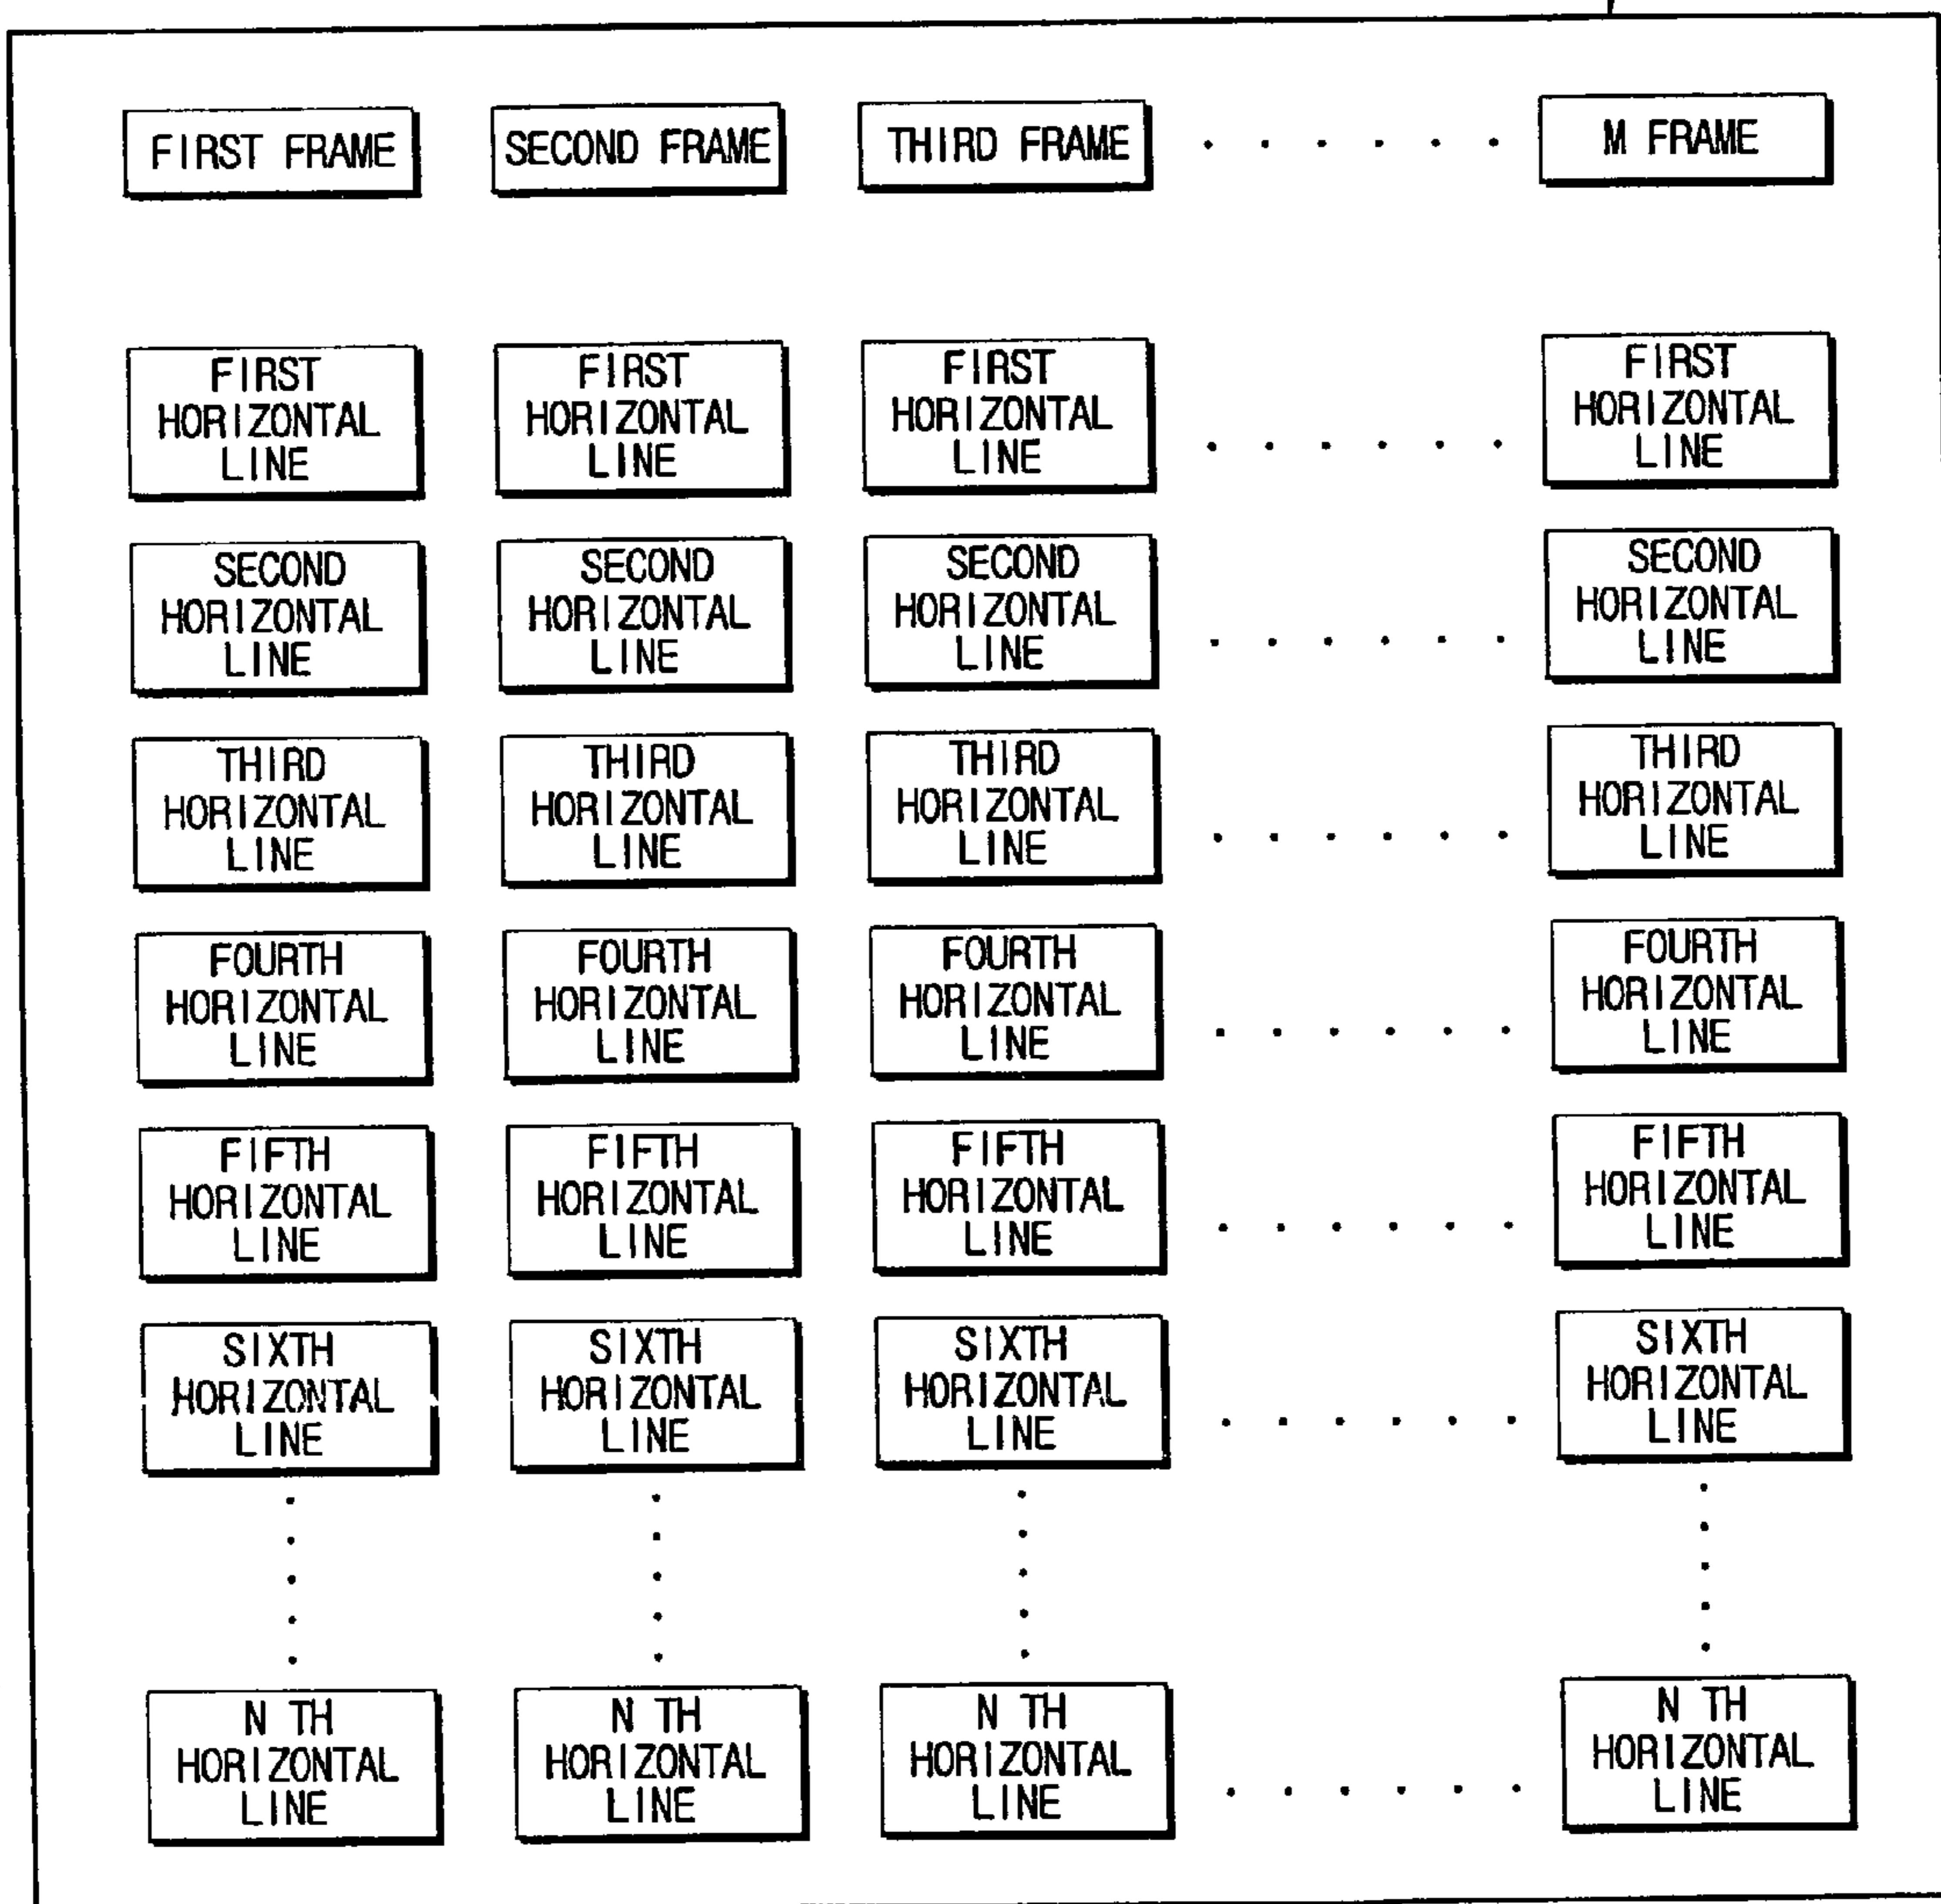 FIRST FRAME SECOND FRAME THIRD FRAME . . . . . . M FRAME
FIRST FIRST FIRST FIRST
HORIZONTAL HORIZONTAL HORIZONTAL HORIZONTAL
LINE LINE LINE . . . . . . LINE
SECOND SECOND SECOND SECOND
HORIZONTAL HORIZONTAL HORIZONTAL HORIZONTAL
LINE LINE LINE . . . . . . LINE
THIRD THIRD THIRD THIRD
HORIZONTAL HORIZONTAL HORIZONTAL HORIZONTAL
LINE LINE LINE . . . . . . LINE
FOURTH FOURTH FOURTH FOURTH
HORIZONTAL HORIZONTAL HORIZONTAL HORIZONTAL
LINE LINE LINE . . . . . . LINE
FIFTH FIFTH FIFTH FIFTH
HORIZONTAL HORIZONTAL HORIZONTAL HORIZONTAL
LINE LINE LINE . . . . . . LINE
SIXTH SIXTH SIXTH SIXTH
HORIZONTAL HORIZONTAL HORIZONTAL HORIZONTAL
LINE LINE LINE . . . . . . LINE
N TH N TH N TH N TH
HORIZONTAL HORIZONTAL HORIZONTAL HORIZONTAL
LINE LINE LINE . . . . . . LINE